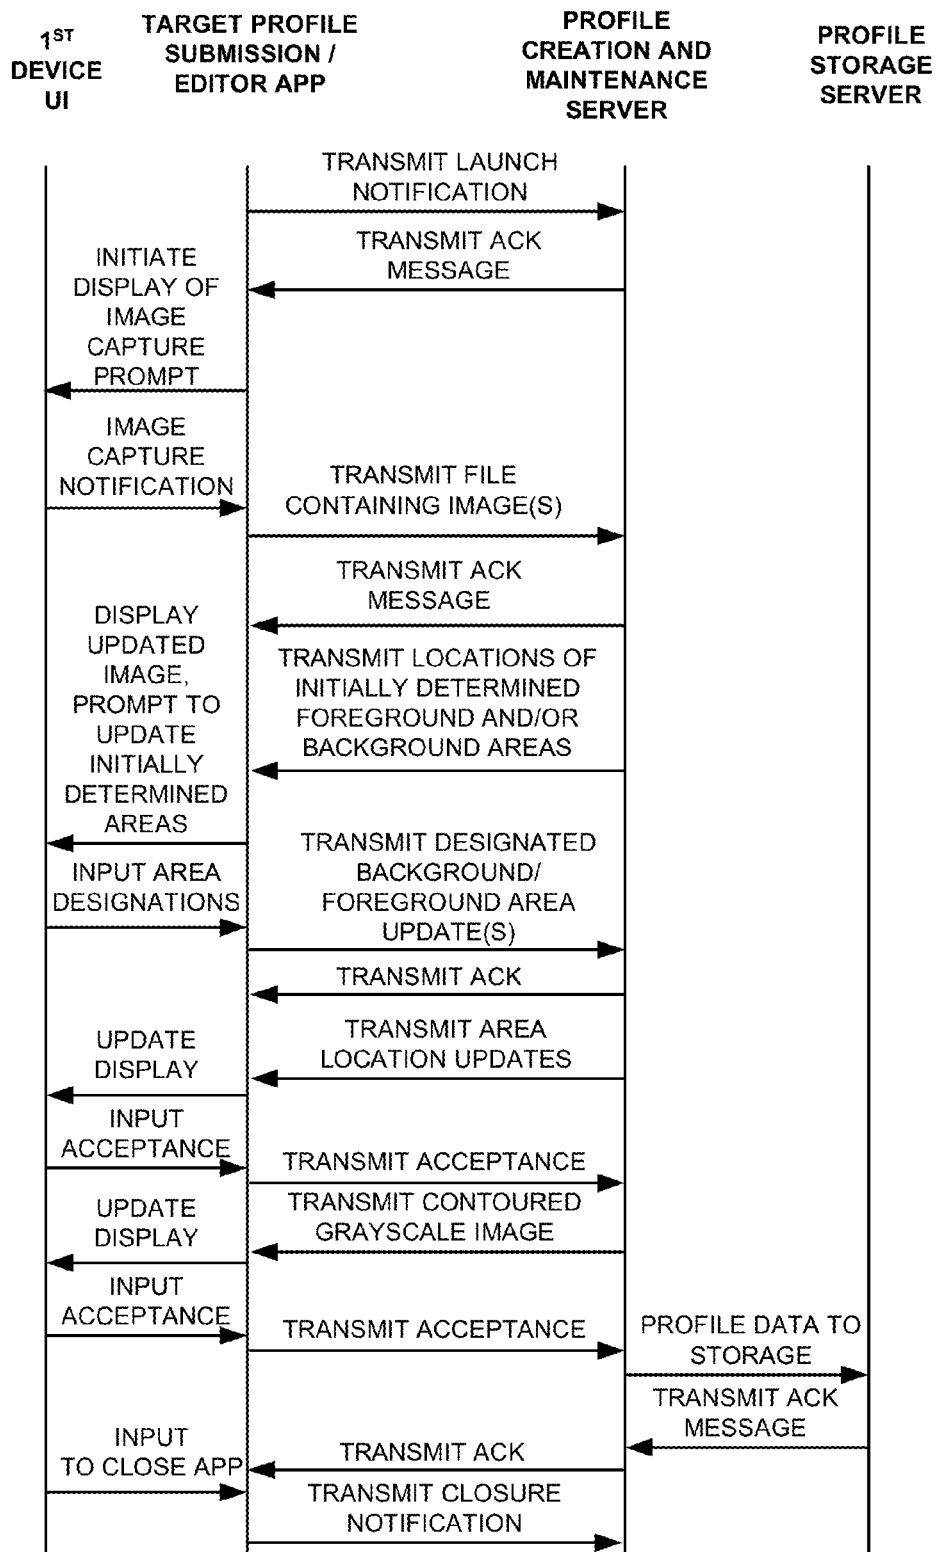 1ST
DEVICE
UI
TARGET PROFILE
SUBMISSION /
EDITOR APP
PROFILE
CREATION AND
MAINTENANCE
SERVER
PROFILE
STORAGE
SERVER
TRANSMIT LAUNCH
NOTIFICATION
TRANSMIT ACK
MESSAGE
INITIATE
DISPLAY OF
IMAGE
CAPTURE
PROMPT
IMAGE
CAPTURE
NOTIFICATION
TRANSMIT FILE
CONTAINING IMAGE(S)
TRANSMIT ACK
MESSAGE
TRANSMIT LOCATIONS OF
INITIALLY DETERMINED
FOREGROUND AND/OR
BACKGROUND AREAS
DISPLAY
UPDATED
IMAGE,
PROMPT TO
UPDATE
INITIALLY
DETERMINED
AREAS
INPUT AREA
DESIGNATIONS
TRANSMIT DESIGNATED
BACKGROUND/
FOREGROUND AREA
UPDATE(S)
TRANSMIT ACK
TRANSMIT AREA
LOCATION UPDATES
UPDATE
DISPLAY
INPUT
ACCEPTANCE
TRANSMIT ACCEPTANCE
TRANSMIT CONTOURED
GRAYSCALE IMAGE
UPDATE
DISPLAY
INPUT
ACCEPTANCE
TRANSMIT ACCEPTANCE
PROFILE DATA TO
STORAGE
TRANSMIT ACK
MESSAGE
TRANSMIT ACK
INPUT
TO CLOSE APP
TRANSMIT CLOSURE
NOTIFICATION